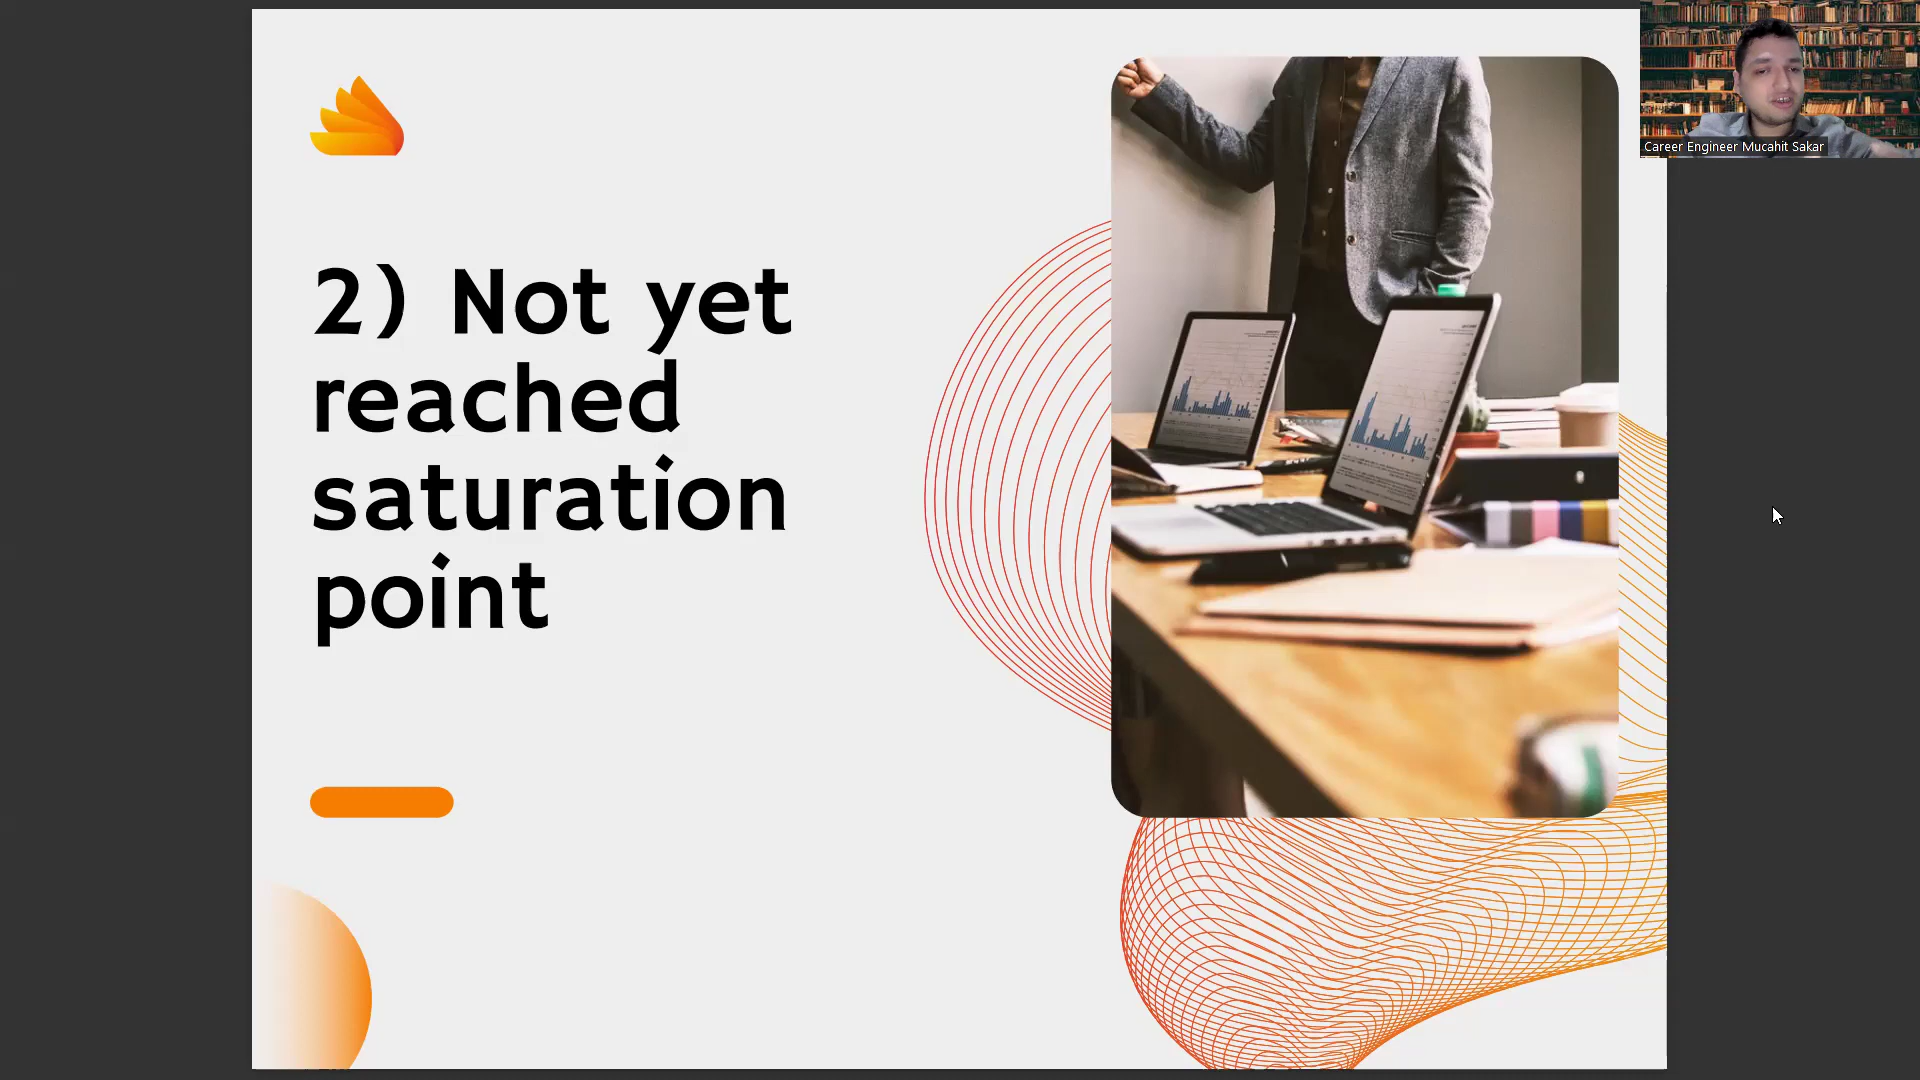 2) Not yet
reached
saturation
point
Career Engineer Mucahit Sakar